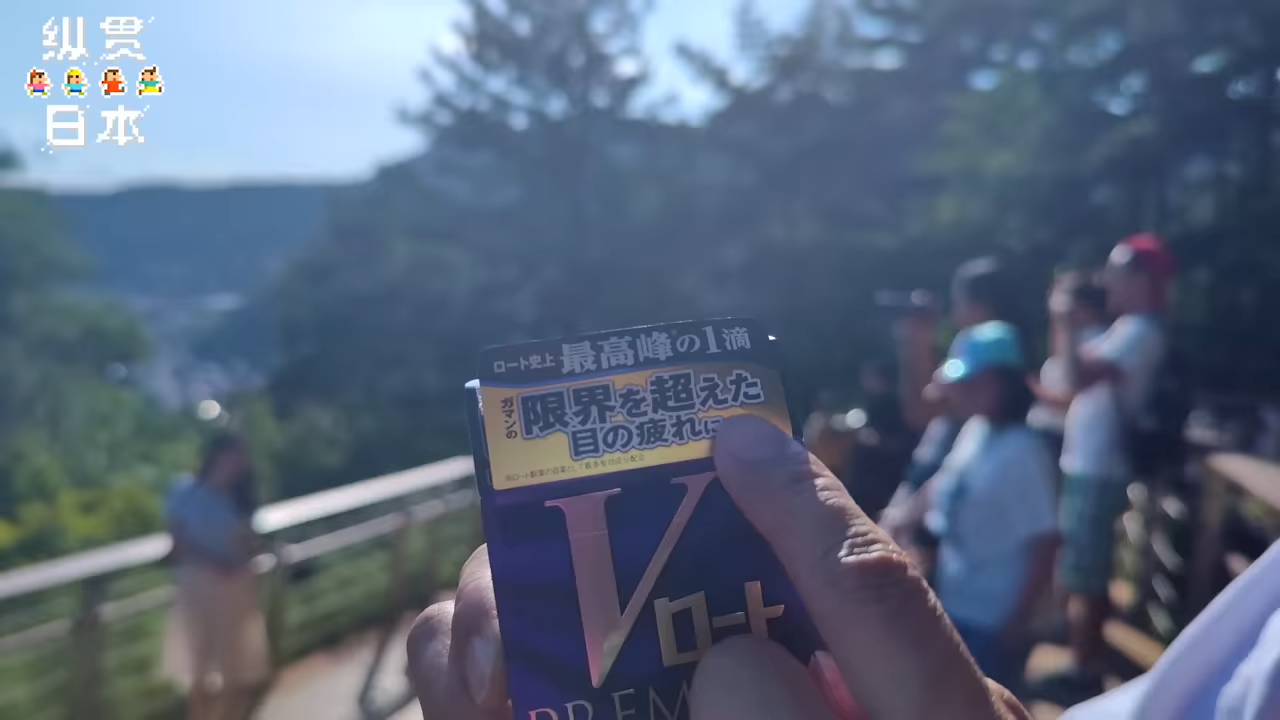 纵贯
日本
ロート史上 最高峰の1滴
ガマンの
限界を超えた
目の疲れに
V
ロート
PREM